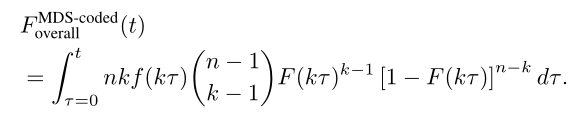 $F_{\text{overall}}^{\text{MDS-coded}}(t)$
$= \int_{\tau=0}^{t} nkf(k\tau) \binom{n-1}{k-1} F(k\tau)^{k-1} \left[1 - F(k\tau)\right]^{n-k} d\tau.$